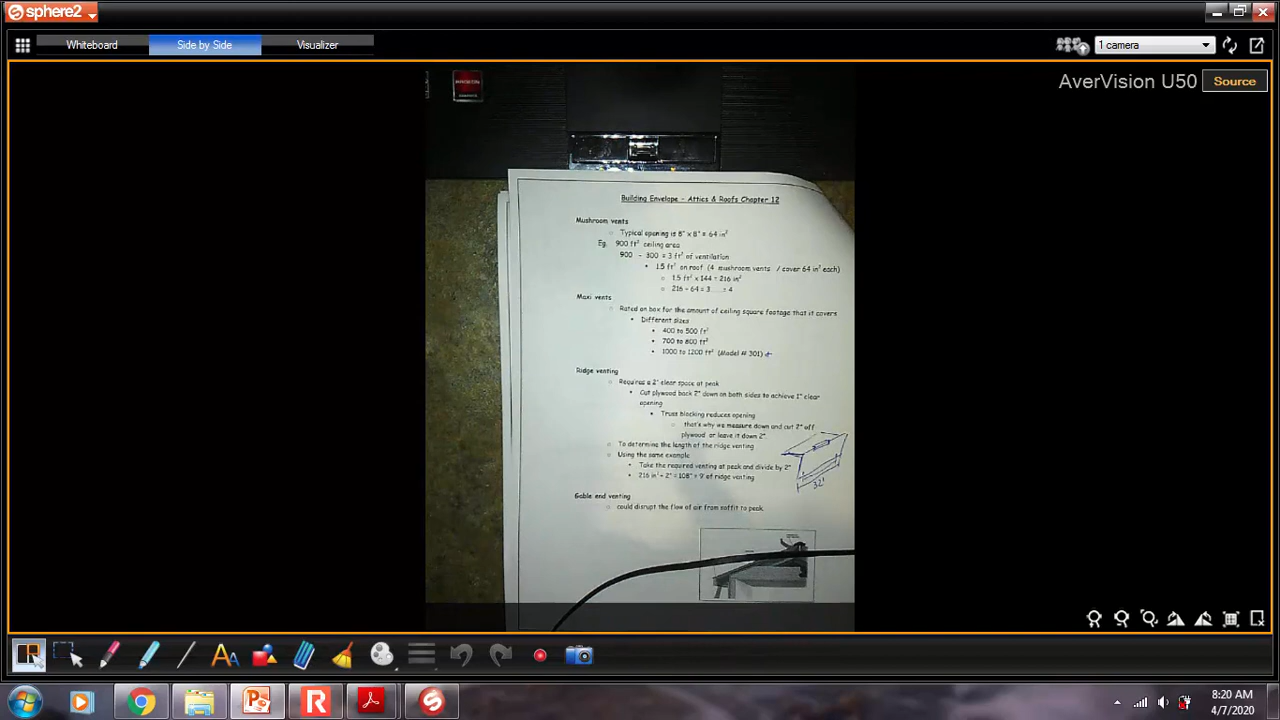 sphere2
Whiteboard
Side by Side
Visualizer
1 camera
AverVision U50
Source
Building Envelope - Attics & Roofs Chapter 12
Mushroom vents
Typical opening is 8" x 8" = 64 in²
Eg. 900 ft² ceiling area
900 ÷ 300 = 3 ft² of ventilation
1.5 ft² on roof (4 mushroom vents / cover 64 in² each)
1.5 ft² x 144 = 216 in²
216 ÷ 64 = 3...... = 4
Maxi vents
Rated on box for the amount of ceiling square footage that it covers
Different sizes
400 to 500 ft²
700 to 800 ft²
1000 to 1200 ft² (Model # 301)
Ridge venting
Requires a 2" clear space at peak
Cut plywood back 2" down on both sides to achieve 1" clear
opening
Truss blocking reduces opening
that's why we measure down and cut 2" off
plywood or leave it down 2"
To determine the length of the ridge venting
Using the same example
Take the required venting at peak and divide by 2"
216 in² ÷ 2" = 108" = 9' of ridge venting
32'
Gable end venting
could disrupt the flow of air from soffit to peak.
8:20 AM
4/7/2020